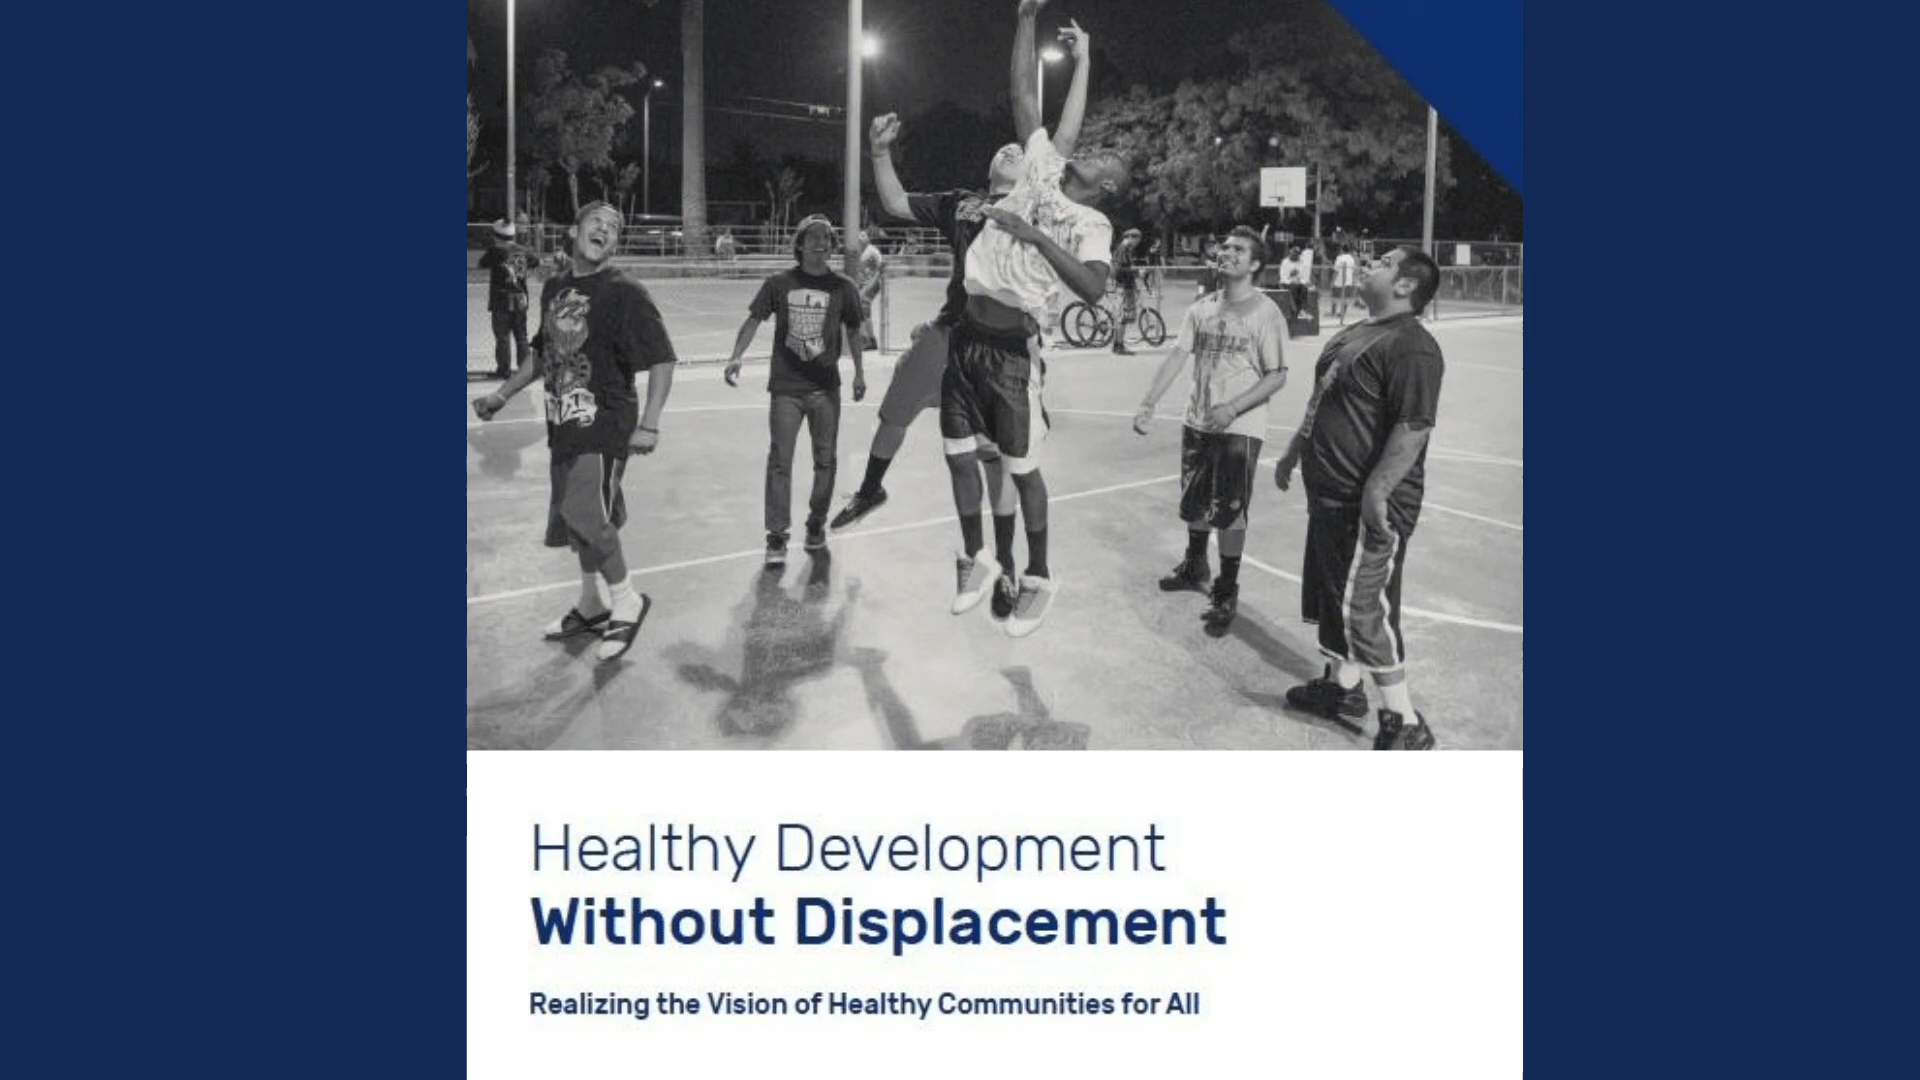 Healthy Development
Without Displacement
Realizing the Vision of Healthy Communities for All